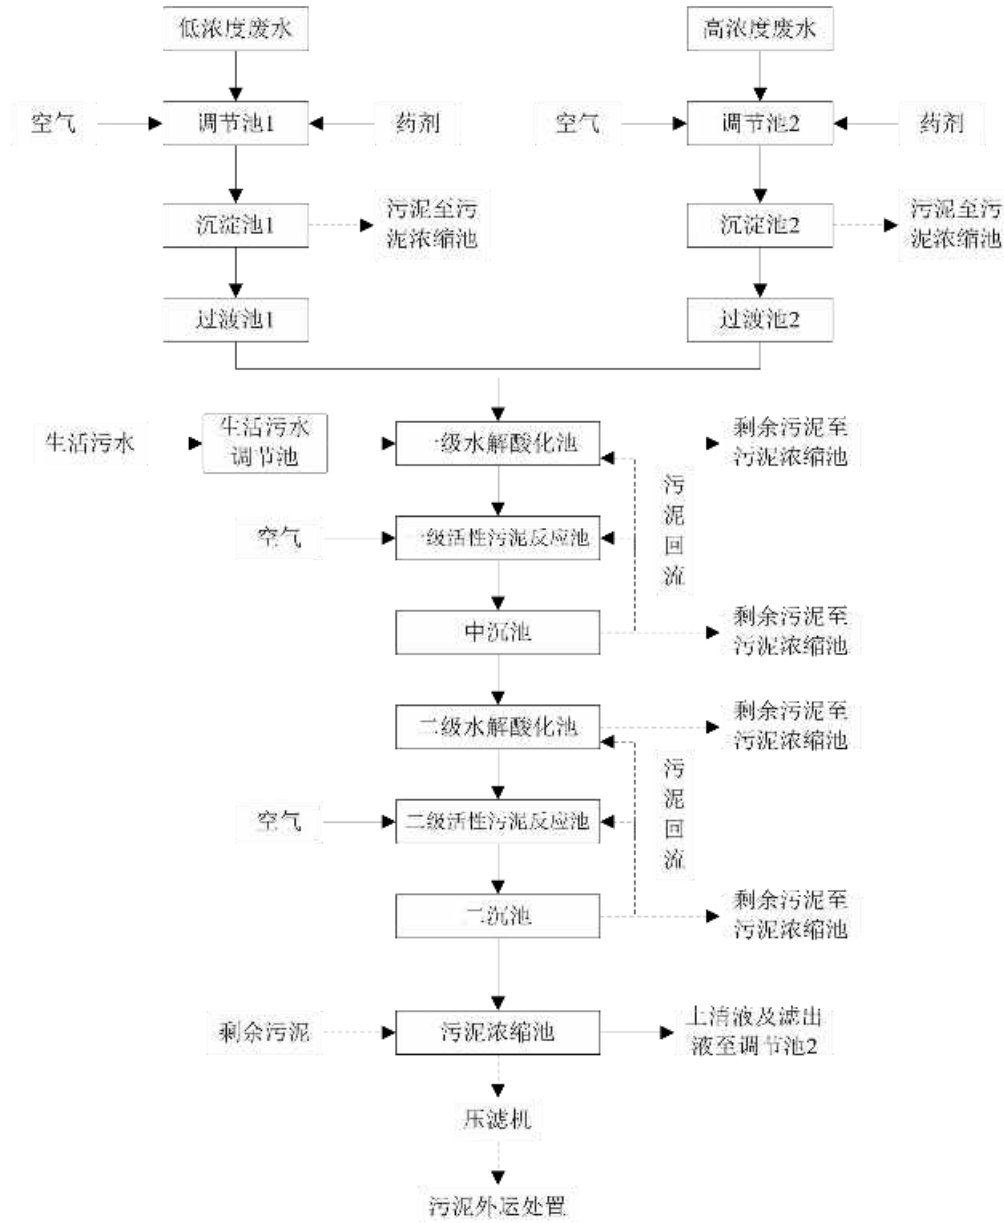 低浓度废水
高浓度废水
空气
调节池1
药剂
空气
调节池2
药剂
沉淀池1
污泥至污
泥浓缩池
沉淀池2
污泥至污
泥浓缩池
过渡池1
过渡池2
生活污水
生活污水
调节池
一级水解酸化池
剩余污泥至
污泥浓缩池
污
泥
回
流
空气
一级活性污泥反应池
中沉池
剩余污泥至
污泥浓缩池
二级水解酸化池
剩余污泥至
污泥浓缩池
污
泥
回
流
空气
二级活性污泥反应池
二沉池
剩余污泥至
污泥浓缩池
剩余污泥
污泥浓缩池
上清液及滤出
液至调节池2
压滤机
污泥外运处置